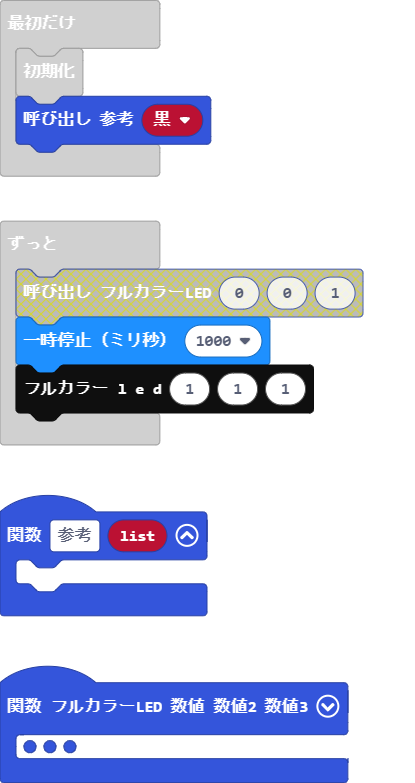 最初だけ
初期化
呼び出し 参考 黒
ずっと
呼び出し フルカラーLED 0 0 1
一時停止（ミリ秒） 1000
フルカラー ｌｅｄ 1 1 1
関数 参考 list
関数 フルカラーLED 数値 数値2 数値3